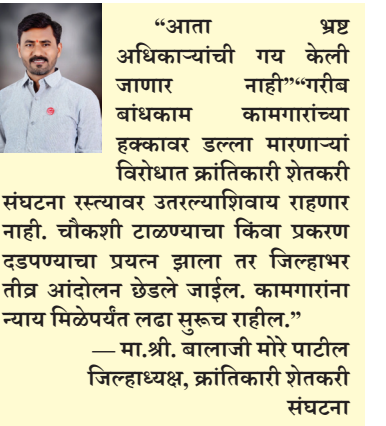 “आता भ्रष्ट
अधिकाऱ्यांची गय केली
जाणार नाही”“गरीब
बांधकाम कामगारांच्या
हक्कावर डल्ला मारणाऱ्यां
विरोधात क्रांतिकारी शेतकरी
संघटना रस्त्यावर उतरल्याशिवाय राहणार
नाही. चौकशी टाळण्याचा किंवा प्रकरण
दडपण्याचा प्रयत्न झाला तर जिल्हाभर
तीव्र आंदोलन छेडले जाईल. कामगारांना
न्याय मिळेपर्यंत लढा सुरूच राहील.”
— मा.श्री. बालाजी मोरे पाटील
जिल्हाध्यक्ष, क्रांतिकारी शेतकरी
संघटना